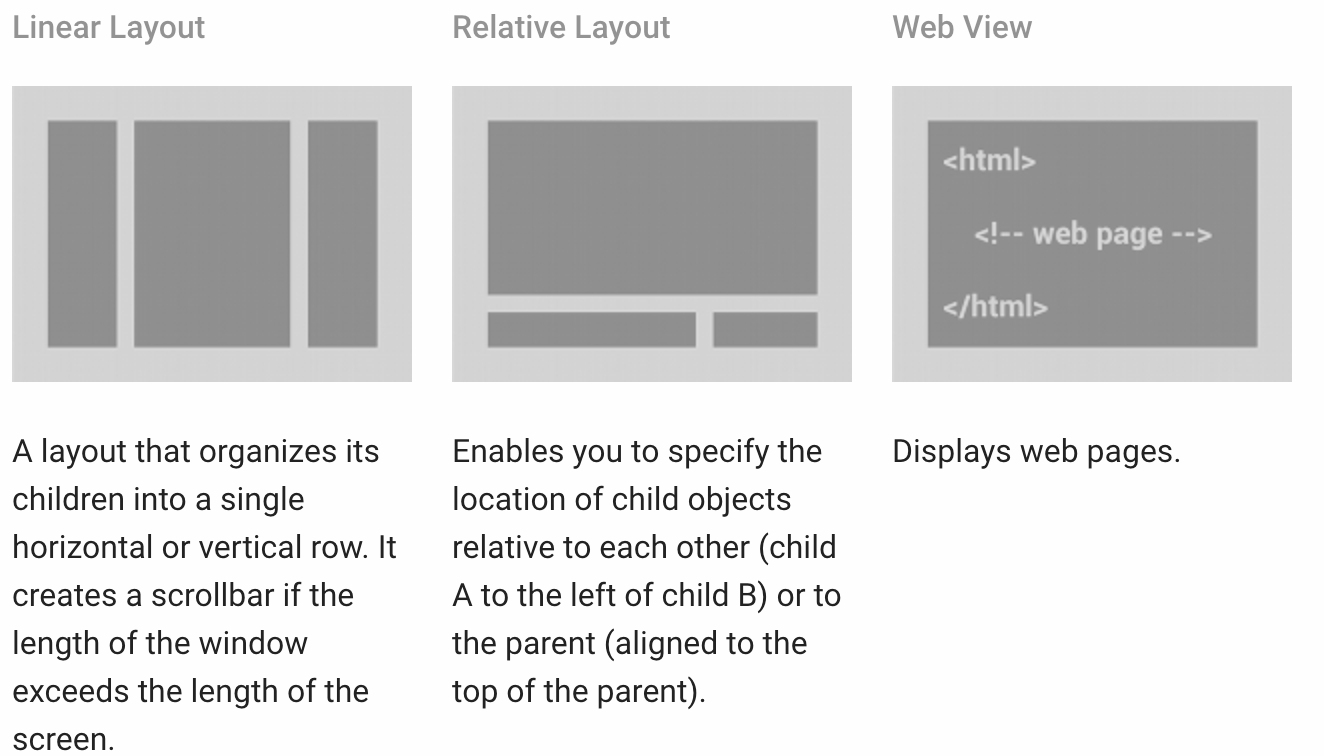 Linear Layout
A layout that organizes its
children into a single
horizontal or vertical row. It
creates a scrollbar if the
length of the window
exceeds the length of the
screen.
Relative Layout
Enables you to specify the
location of child objects
relative to each other (child
A to the left of child B) or to
the parent (aligned to the
top of the parent).
Web View
<html>
<!-- web page -->
</html>
Displays web pages.